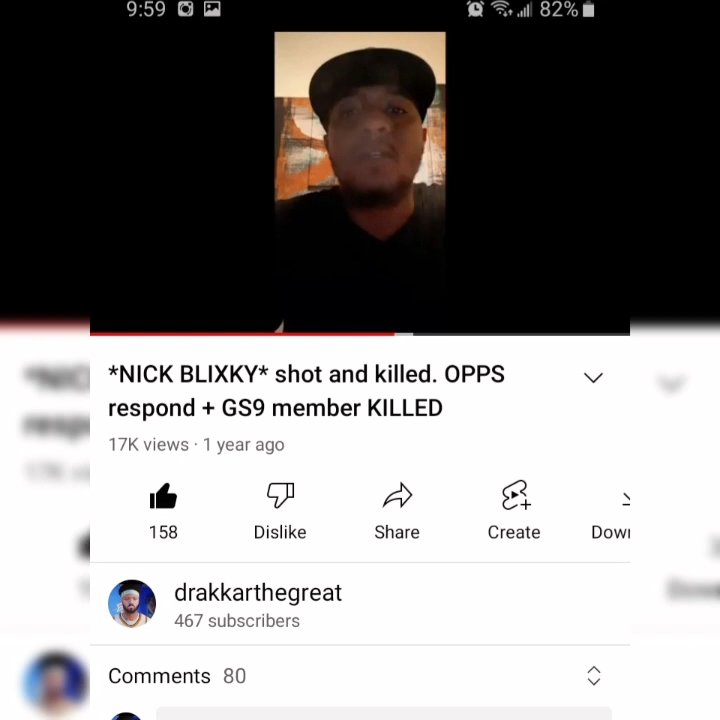 9:59 82%
*NICK BLIXKY* shot and killed. OPPS
respond + GS9 member KILLED
17K views · 1 year ago
158 Dislike Share Create Down
drakkarthegreat
467 subscribers
Comments 80